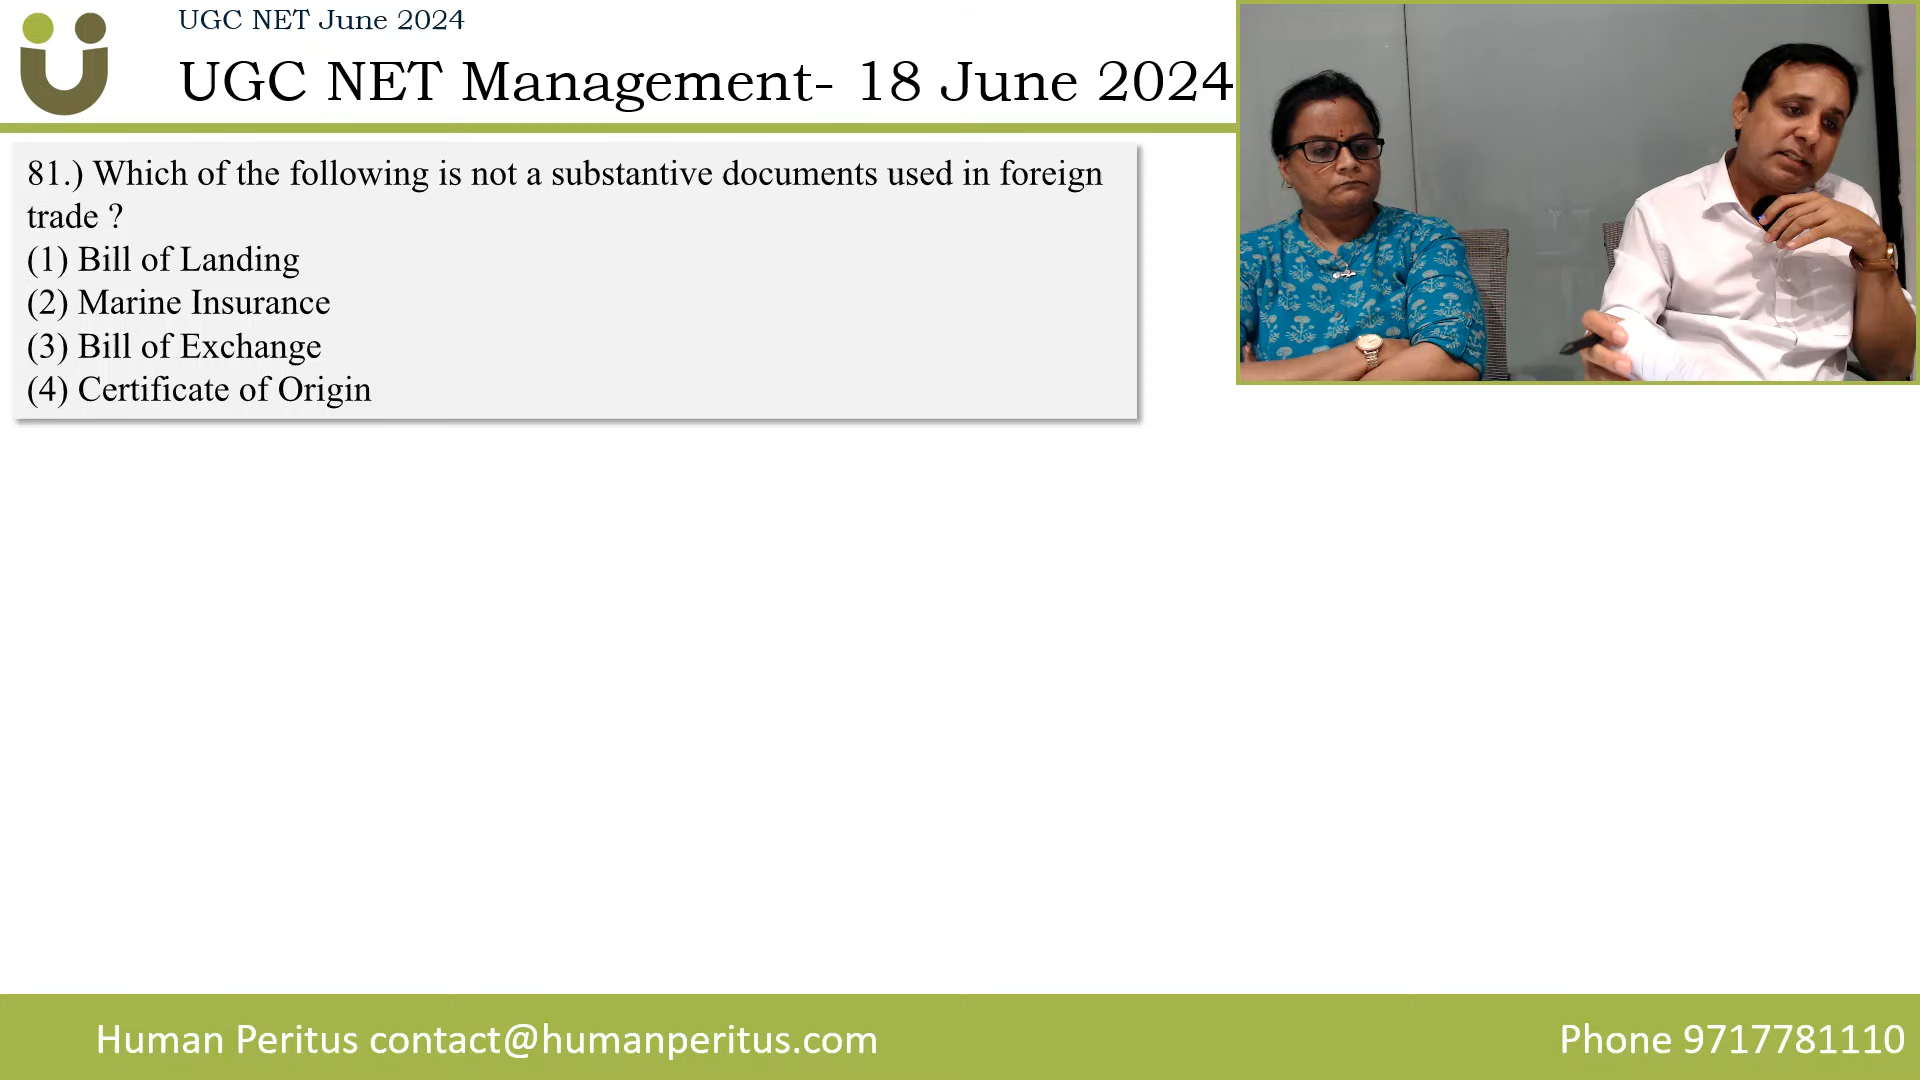 UGC NET June 2024
UGC NET Management- 18 June 2024
81.) Which of the following is not a substantive documents used in foreign
trade ?
(1) Bill of Landing
(2) Marine Insurance
(3) Bill of Exchange
(4) Certificate of Origin
Human Peritus contact@humanperitus.com
Phone 9717781110